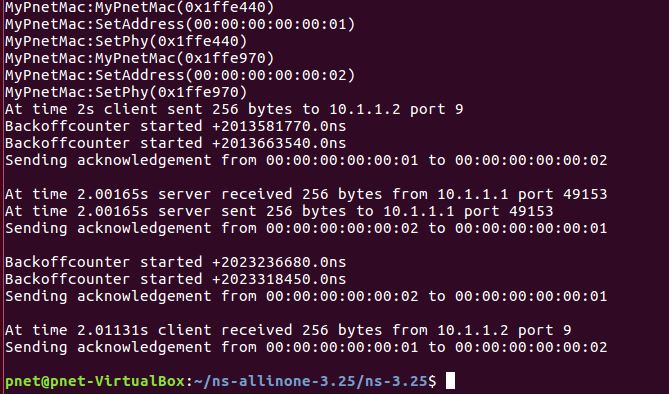 MyPnetMac:MyPnetMac(0x1ffe440)
MyPnetMac:SetAddress(00:00:00:00:00:01)
MyPnetMac:SetPhy(0x1ffe440)
MyPnetMac:MyPnetMac(0x1ffe970)
MyPnetMac:SetAddress(00:00:00:00:00:02)
MyPnetMac:SetPhy(0x1ffe970)
At time 2s client sent 256 bytes to 10.1.1.2 port 9
Backoffcounter started +2013581770.0ns
Backoffcounter started +2013663540.0ns
Sending acknowledgement from 00:00:00:00:00:01 to 00:00:00:00:00:02
At time 2.00165s server received 256 bytes from 10.1.1.1 port 49153
At time 2.00165s server sent 256 bytes to 10.1.1.1 port 49153
Sending acknowledgement from 00:00:00:00:00:02 to 00:00:00:00:00:01
Backoffcounter started +2023236680.0ns
Backoffcounter started +2023318450.0ns
Sending acknowledgement from 00:00:00:00:00:02 to 00:00:00:00:00:01
At time 2.01131s client received 256 bytes from 10.1.1.2 port 9
Sending acknowledgement from 00:00:00:00:00:01 to 00:00:00:00:00:02
pnet@pnet-VirtualBox:~/ns-allinone-3.25/ns-3.25$